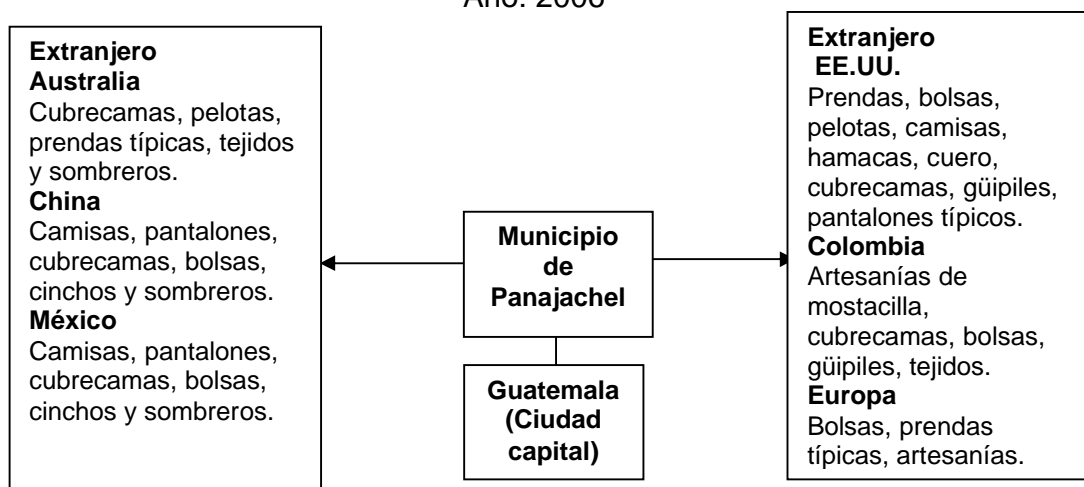 Extranjero
Australia
Cubrecamas, pelotas,
prendas típicas, tejidos
y sombreros.
China
Camisas, pantalones,
cubrecamas, bolsas,
cinchos y sombreros.
México
Camisas, pantalones,
cubrecamas, bolsas,
cinchos y sombreros.
Municipio
de
Panajachel
Guatemala
(Ciudad
capital)
Extranjero
EE.UU.
Prendas, bolsas,
pelotas, camisas,
hamacas, cuero,
cubrecamas, güipiles,
pantalones típicos.
Colombia
Artesanías de
mostacilla,
cubrecamas, bolsas,
güipiles, tejidos.
Europa
Bolsas, prendas
típicas, artesanías.